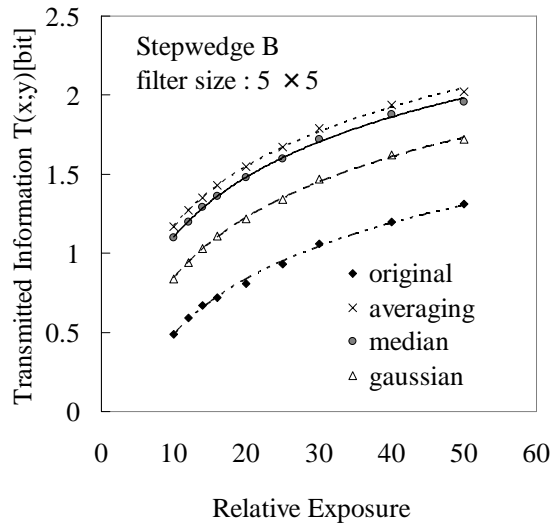 Transmitted Information T(x;y)[bit]
2.5
2
1.5
1
0.5
0
Stepwedge B
filter size : 5 ×5
original
averaging
median
gaussian
0 10 20 30 40 50 60
Relative Exposure